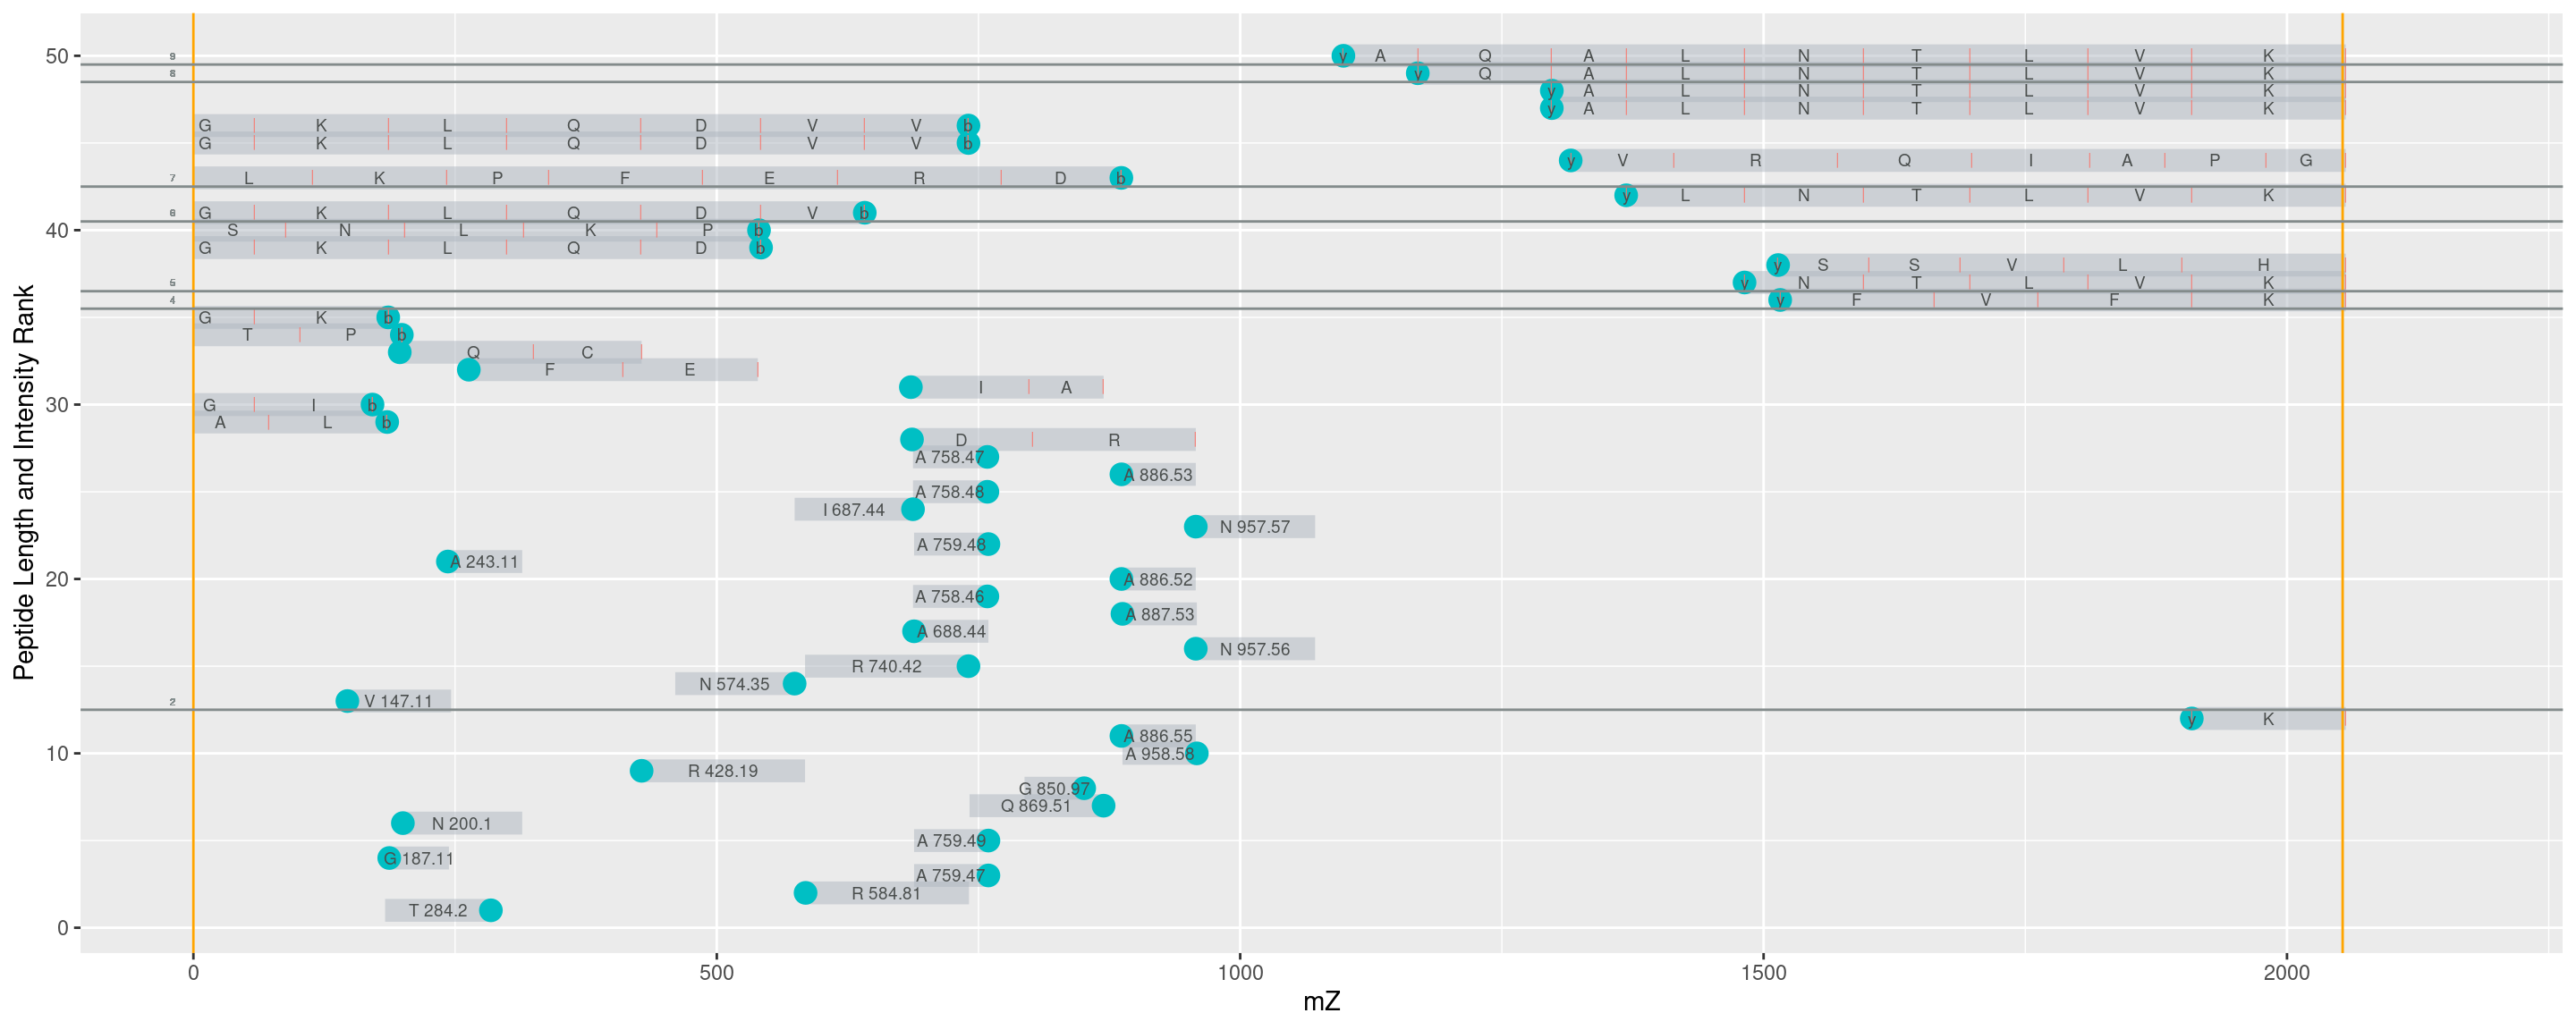 50
9
y A Q A L N T L V K
8
y Q A L N T L V K
y A L N T L V K
y A L N T L V K
G K L Q D V V b
G K L Q D V V b
y V R Q I A P G
7
L K P F E R D b
y L N T L V K
6
G K L Q D V b
40
S N L K P b
G K L Q D b
y S S V L H
5
y N T L V K
4
y F V F K
G K b
T P b
Q C
F E
I A
30
G I b
A L b
D R
A 758.47
A 886.53
A 758.48
I 687.44
N 957.57
A 759.48
A 243.11
20
A 886.52
A 758.46
A 887.53
A 688.44
N 957.56
R 740.42
N 574.35
2
V 147.11
y K
A 886.55
10
A 958.58
R 428.19
G 850.97
Q 869.51
N 200.1
A 759.49
G 187.11
A 759.47
R 584.81
T 284.2
0
0 500 1000 1500 2000
mZ
Peptide Length and Intensity Rank